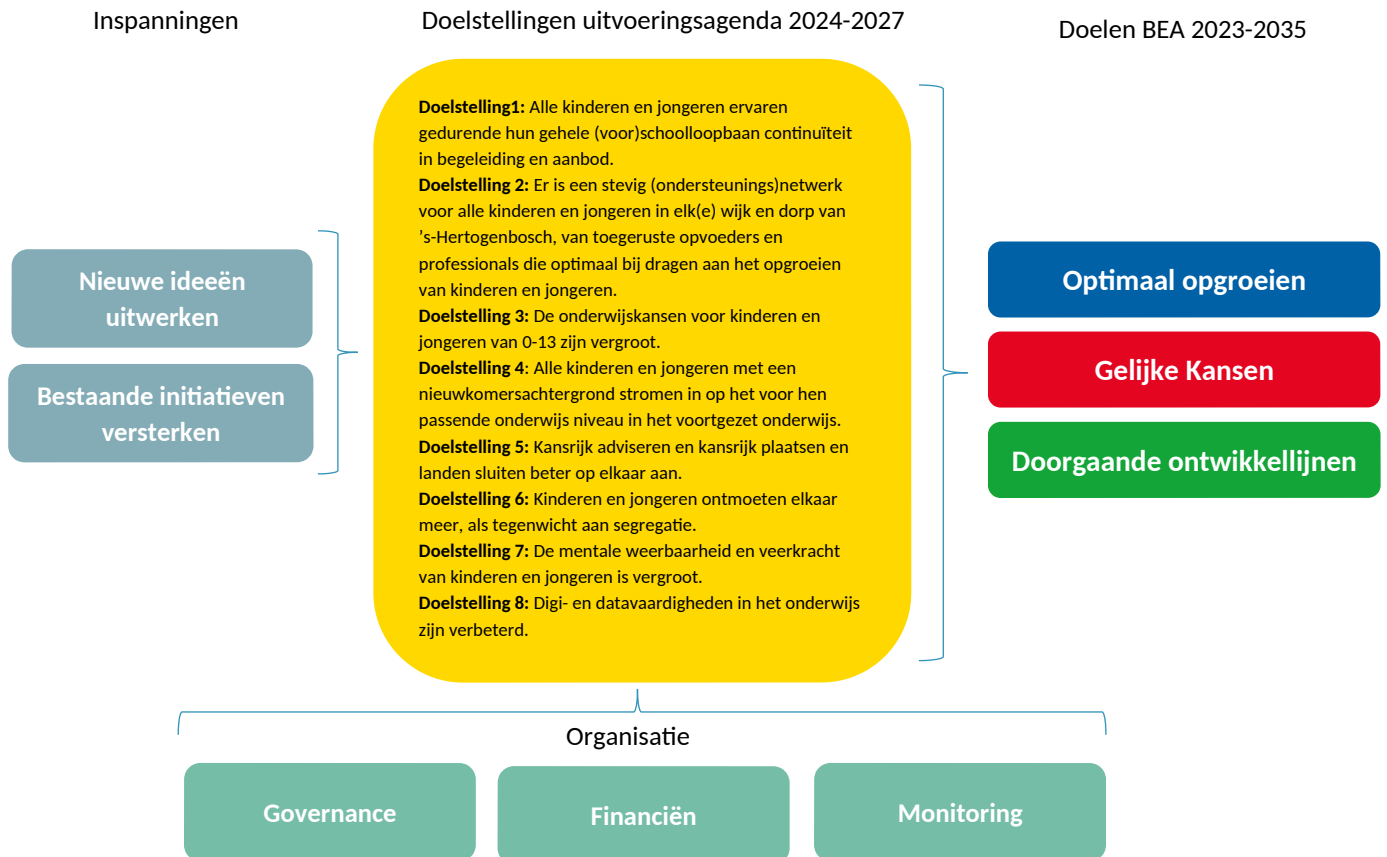 Inspanningen
Doelstellingen uitvoeringsagenda 2024-2027
Doelen BEA 2023-2035
Nieuwe ideeën
uitwerken
Bestaande initiatieven
versterken
Doelstelling1: Alle kinderen en jongeren ervaren
gedurende hun gehele (voor)schoolloopbaan continuïteit
in begeleiding en aanbod.
Doelstelling 2: Er is een stevig (ondersteunings)netwerk
voor alle kinderen en jongeren in elk(e) wijk en dorp van
’s-Hertogenbosch, van toegeruste opvoeders en
professionals die optimaal bij dragen aan het opgroeien
van kinderen en jongeren.
Doelstelling 3: De onderwijskansen voor kinderen en
jongeren van 0-13 zijn vergroot.
Doelstelling 4: Alle kinderen en jongeren met een
nieuwkomersachtergrond stromen in op het voor hen
passende onderwijs niveau in het voortgezet onderwijs.
Doelstelling 5: Kansrijk adviseren en kansrijk plaatsen en
landen sluiten beter op elkaar aan.
Doelstelling 6: Kinderen en jongeren ontmoeten elkaar
meer, als tegenwicht aan segregatie.
Doelstelling 7: De mentale weerbaarheid en veerkracht
van kinderen en jongeren is vergroot.
Doelstelling 8: Digi- en datavaardigheden in het onderwijs
zijn verbeterd.
Optimaal opgroeien
Gelijke Kansen
Doorgaande ontwikkellijnen
Organisatie
Governance
Financiën
Monitoring